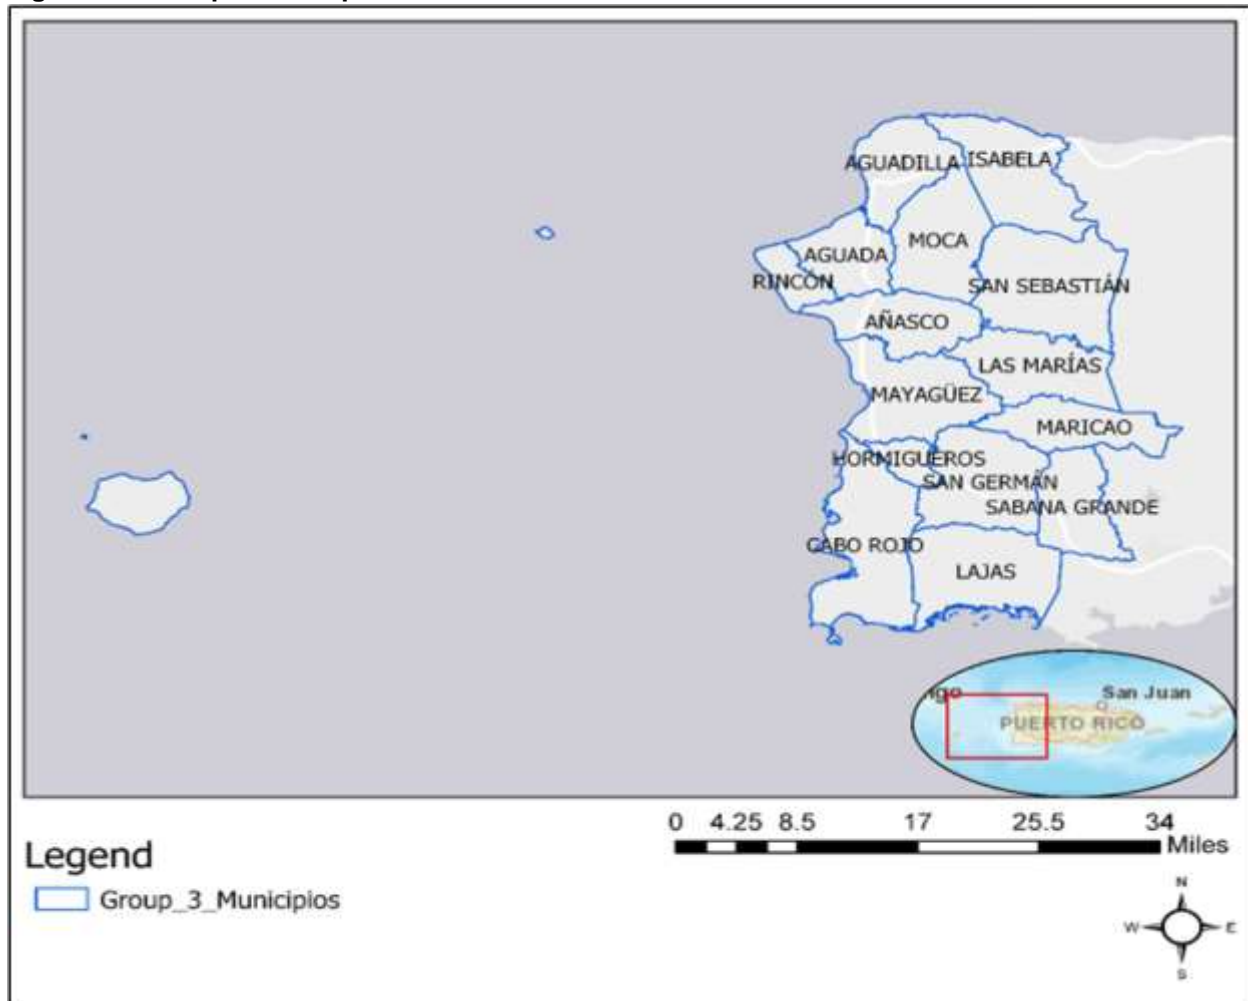 AGUADILLA
ISABELA
MOCA
AGUADA
RINCÓN
SAN SEBASTIÁN
AÑASCO
LAS MARÍAS
MAYAGÜEZ
MARICAO
HORMIGUEROS
SAN GERMÁN
SABANA GRANDE
CABO ROJO
LAJAS
San Juan
PUERTO RICO
0 4.25 8.5 17 25.5 34
Miles
Legend
Group_3_Municipios
N
W E
S